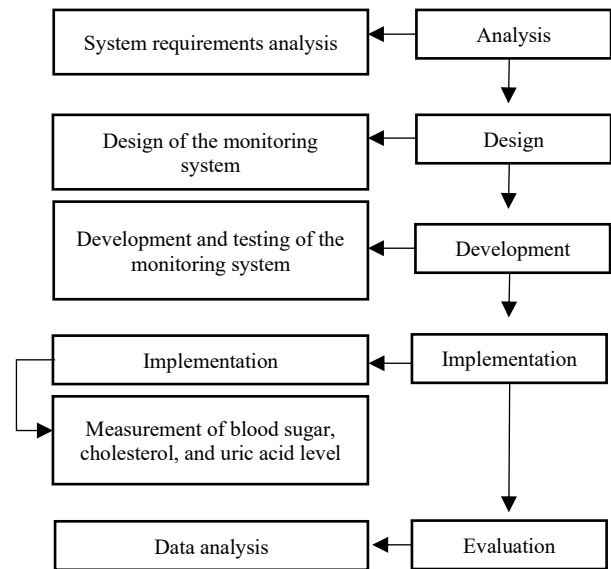 System requirements analysis
Analysis
Design of the monitoring
system
Design
Development and testing of the
monitoring system
Development
Implementation
Implementation
Measurement of blood sugar,
cholesterol, and uric acid level
Data analysis
Evaluation